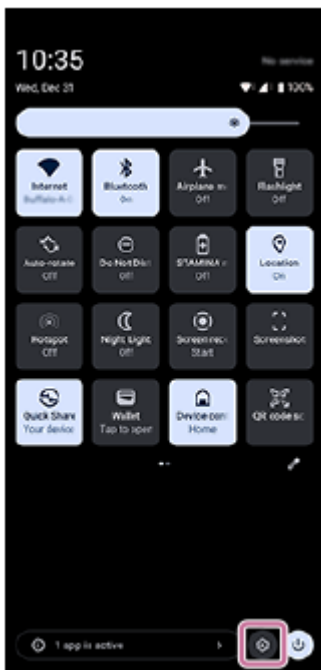 10:35
No service
Wed, Dec 31
100%
Internet
Bluetooth
On
Airplane m
Off
Flashlight
Off
Auto-rotate
Off
Do Not Dist
Off
STAMINA
Off
Location
On
Hotspot
Off
Night Light
Off
Screen rec
Start
Screenshot
Quick Share
Your device
Wallet
Tap to open
Device con
Home
QR code sc
1 app is active